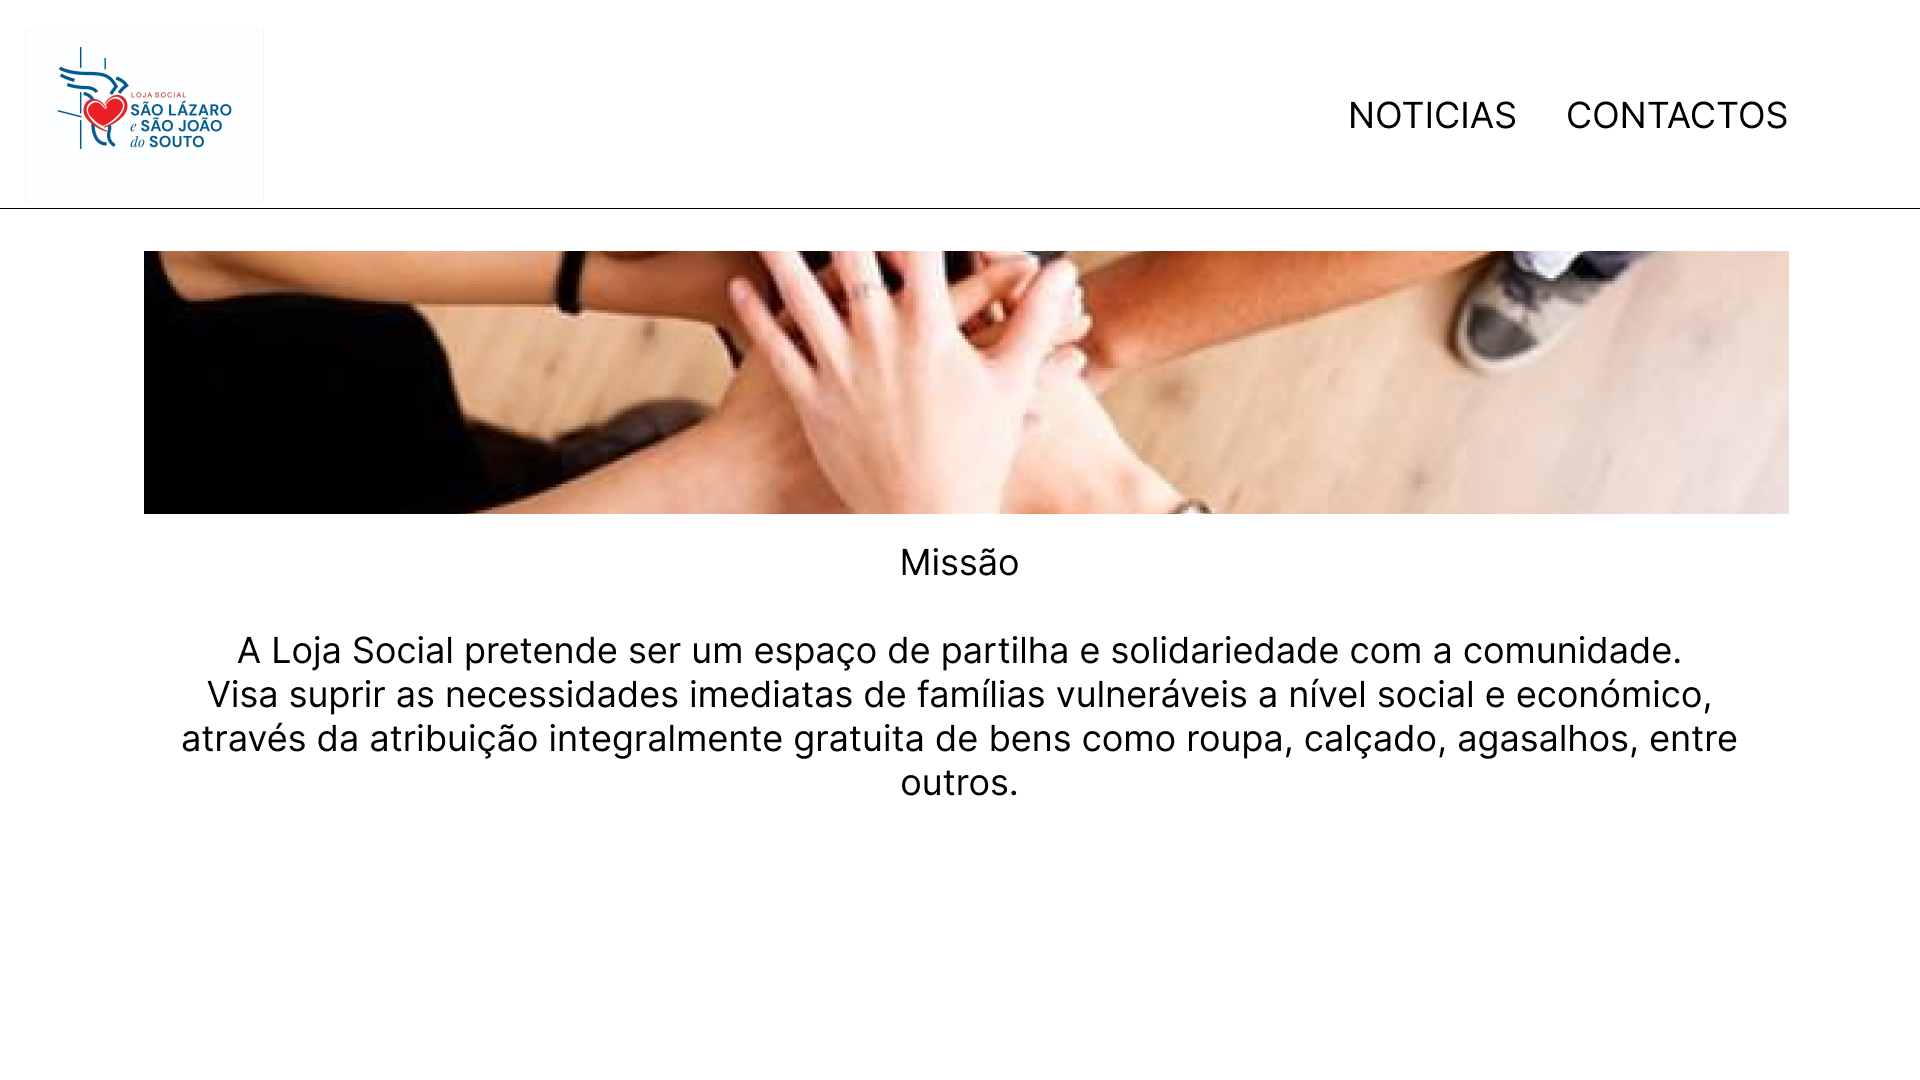 LOJA SOCIAL
SÃO LÁZARO
e SÃO JOÃO
do SOUTO
NOTICIAS CONTACTOS
Missão
A Loja Social pretende ser um espaço de partilha e solidariedade com a comunidade.
Visa suprir as necessidades imediatas de famílias vulneráveis a nível social e económico,
através da atribuição integralmente gratuita de bens como roupa, calçado, agasalhos, entre
outros.